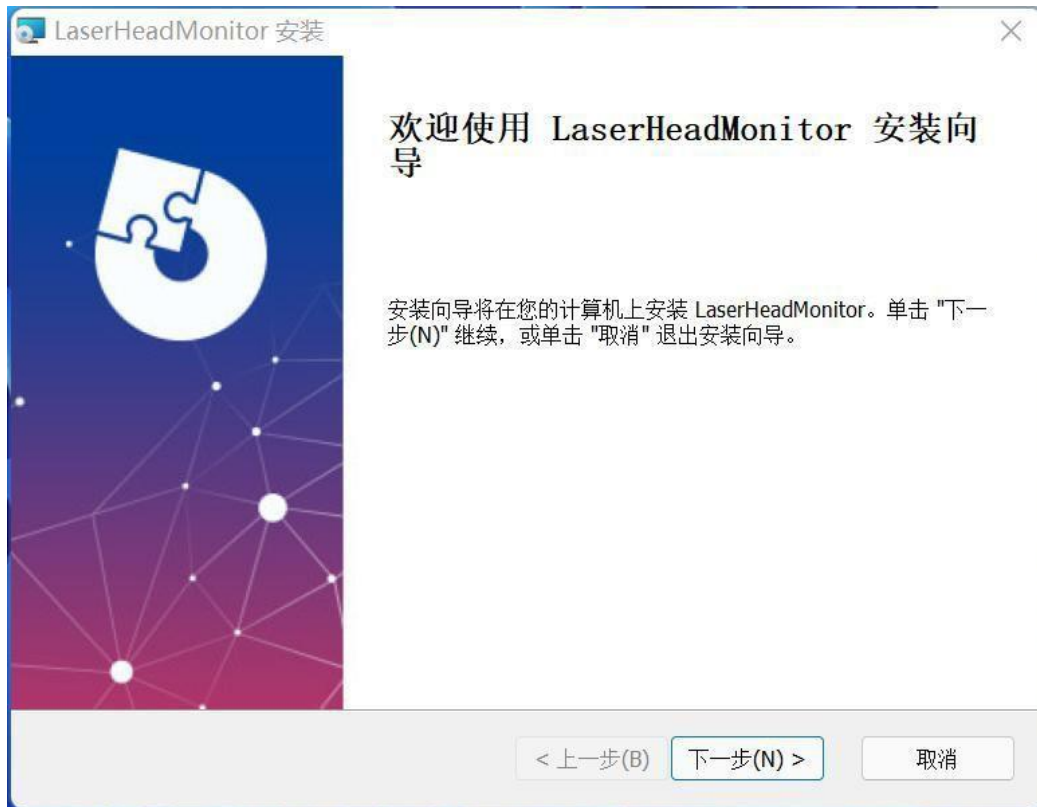 LaserHeadMonitor 安装
欢迎使用 LaserHeadMonitor 安装向
导
安装向导将在您的计算机上安装 LaserHeadMonitor。单击 "下一
步(N)" 继续，或单击 "取消" 退出安装向导。
< 上一步(B) 下一步(N) > 取消